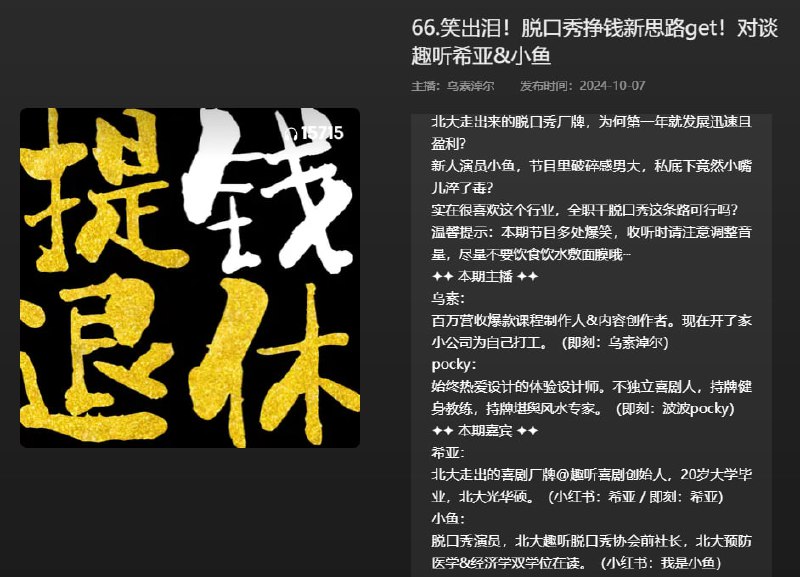 66.笑出泪！脱口秀挣钱新思路get！对谈
趣听希亚&小鱼
主播：乌素淖尔 发布时间：2024-10-07
15715
提钱
退休
北大走出来的脱口秀厂牌，为何第一年就发展迅速且
盈利？
新人演员小鱼，节目里破碎感男大，私底下竟然小嘴
儿淬了毒？
实在很喜欢这个行业，全职干脱口秀这条路可行吗？
温馨提示：本期节目多处爆笑，收听时请注意调整音
量，尽量不要饮食饮水敷面膜哦~
✦✦ 本期主播 ✦✦
乌素：
百万营收爆款课程制作人&内容创作者。现在开了家
小公司为自己打工。（即刻：乌素淖尔）
pocky：
始终热爱设计的体验设计师。不独立喜剧人，持牌健
身教练，持牌堪舆风水专家。（即刻：波波pocky）
✦✦ 本期嘉宾 ✦✦
希亚：
北大走出的喜剧厂牌@趣听喜剧创始人，20岁大学毕
业，北大光华硕。（小红书：希亚 / 即刻：希亚）
小鱼：
脱口秀演员，北大趣听脱口秀协会前社长，北大预防
医学&经济学双学位在读。（小红书：我是小鱼）